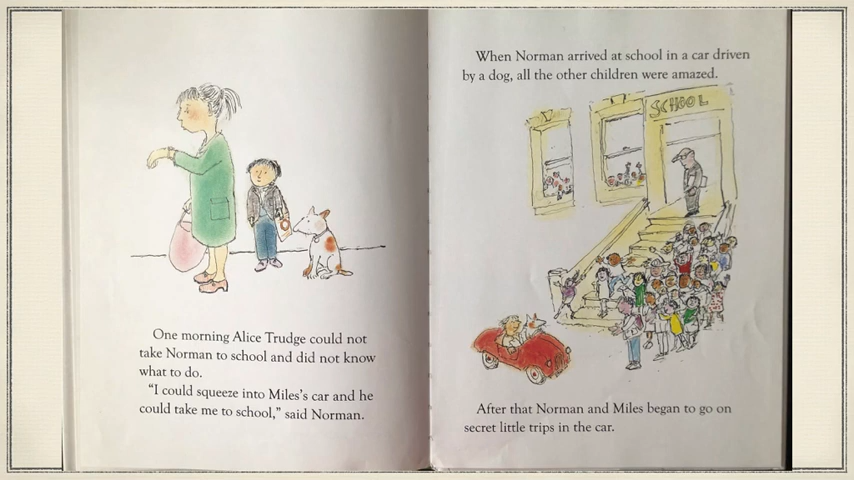 One morning Alice Trudge could not
take Norman to school and did not know
what to do.
“I could squeeze into Miles’s car and he
could take me to school,” said Norman.
When Norman arrived at school in a car driven
by a dog, all the other children were amazed.
SCHOOL
After that Norman and Miles began to go on
secret little trips in the car.